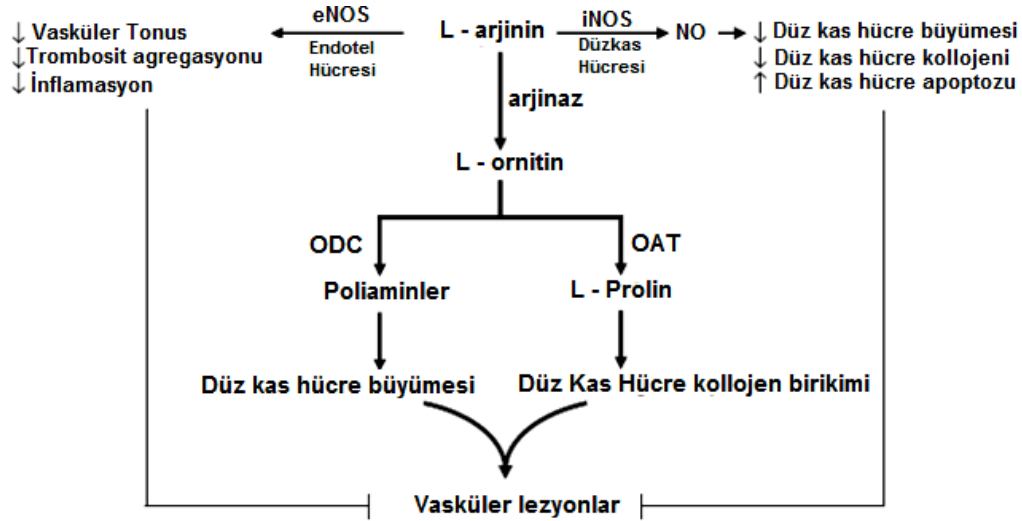 eNOS
L - arjinin
iNOS
NO
Endotel
Hücresi
Düzkas
Hücresi
↓ Vasküler Tonus
↓Trombosit agregasyonu
↓ İnflamasyon
↓ Düz kas hücre büyümesi
↓ Düz kas hücre kollojeni
↑ Düz kas hücre apoptozu
arjinaz
L - ornitin
ODC
OAT
Poliaminler
L - Prolin
Düz kas hücre büyümesi
Düz Kas Hücre kollojen birikimi
Vasküler lezyonlar